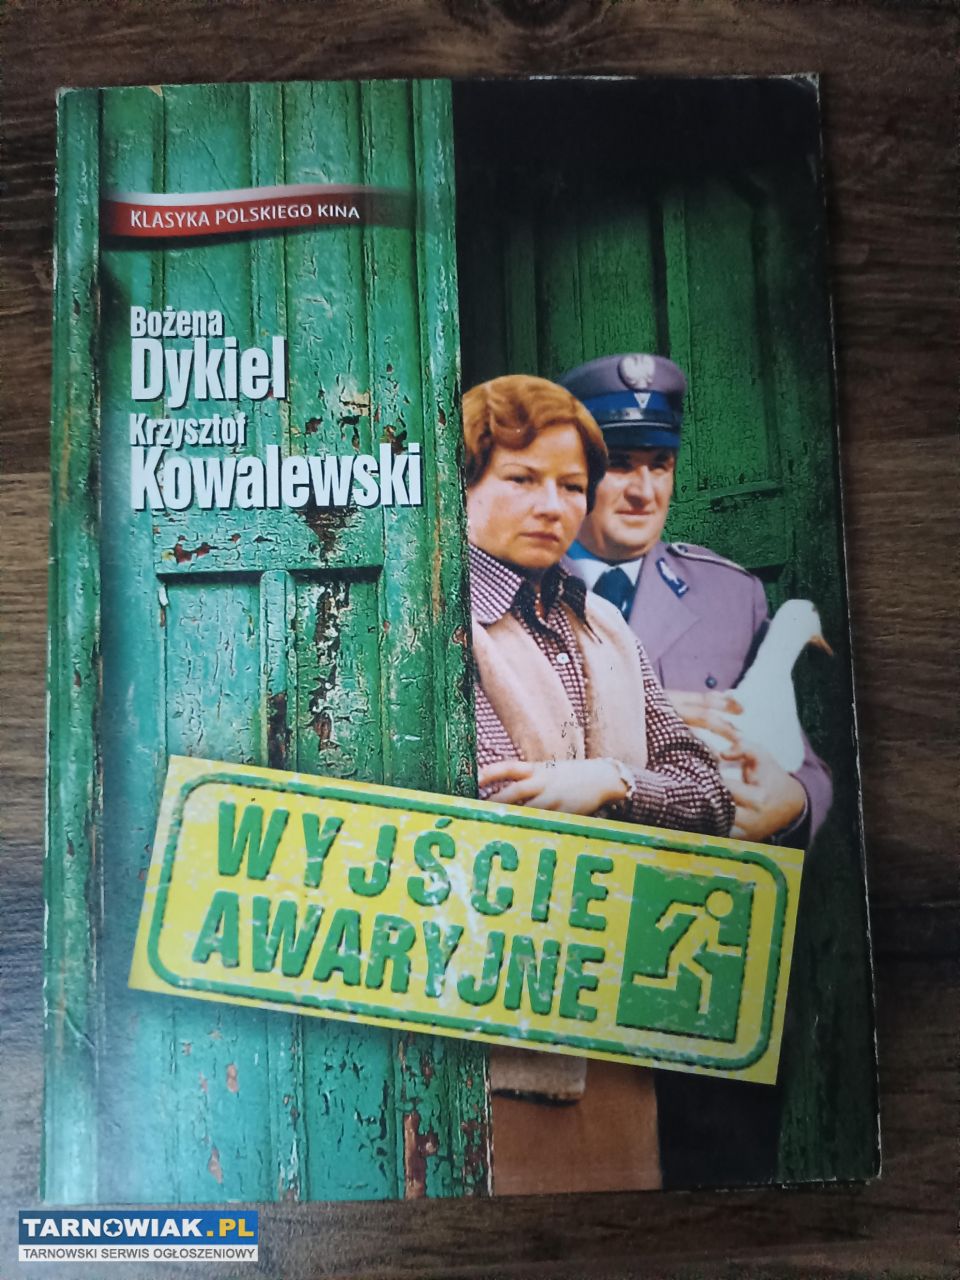 KLASYKA POLSKIEGO KINA
Bożena
Dykiel
Krzysztof
Kowalewski
WYJŚCIE
AWARYJNE
TARNOWIAK.PL
TARNOWSKI SERWIS OGŁOSZENIOWY